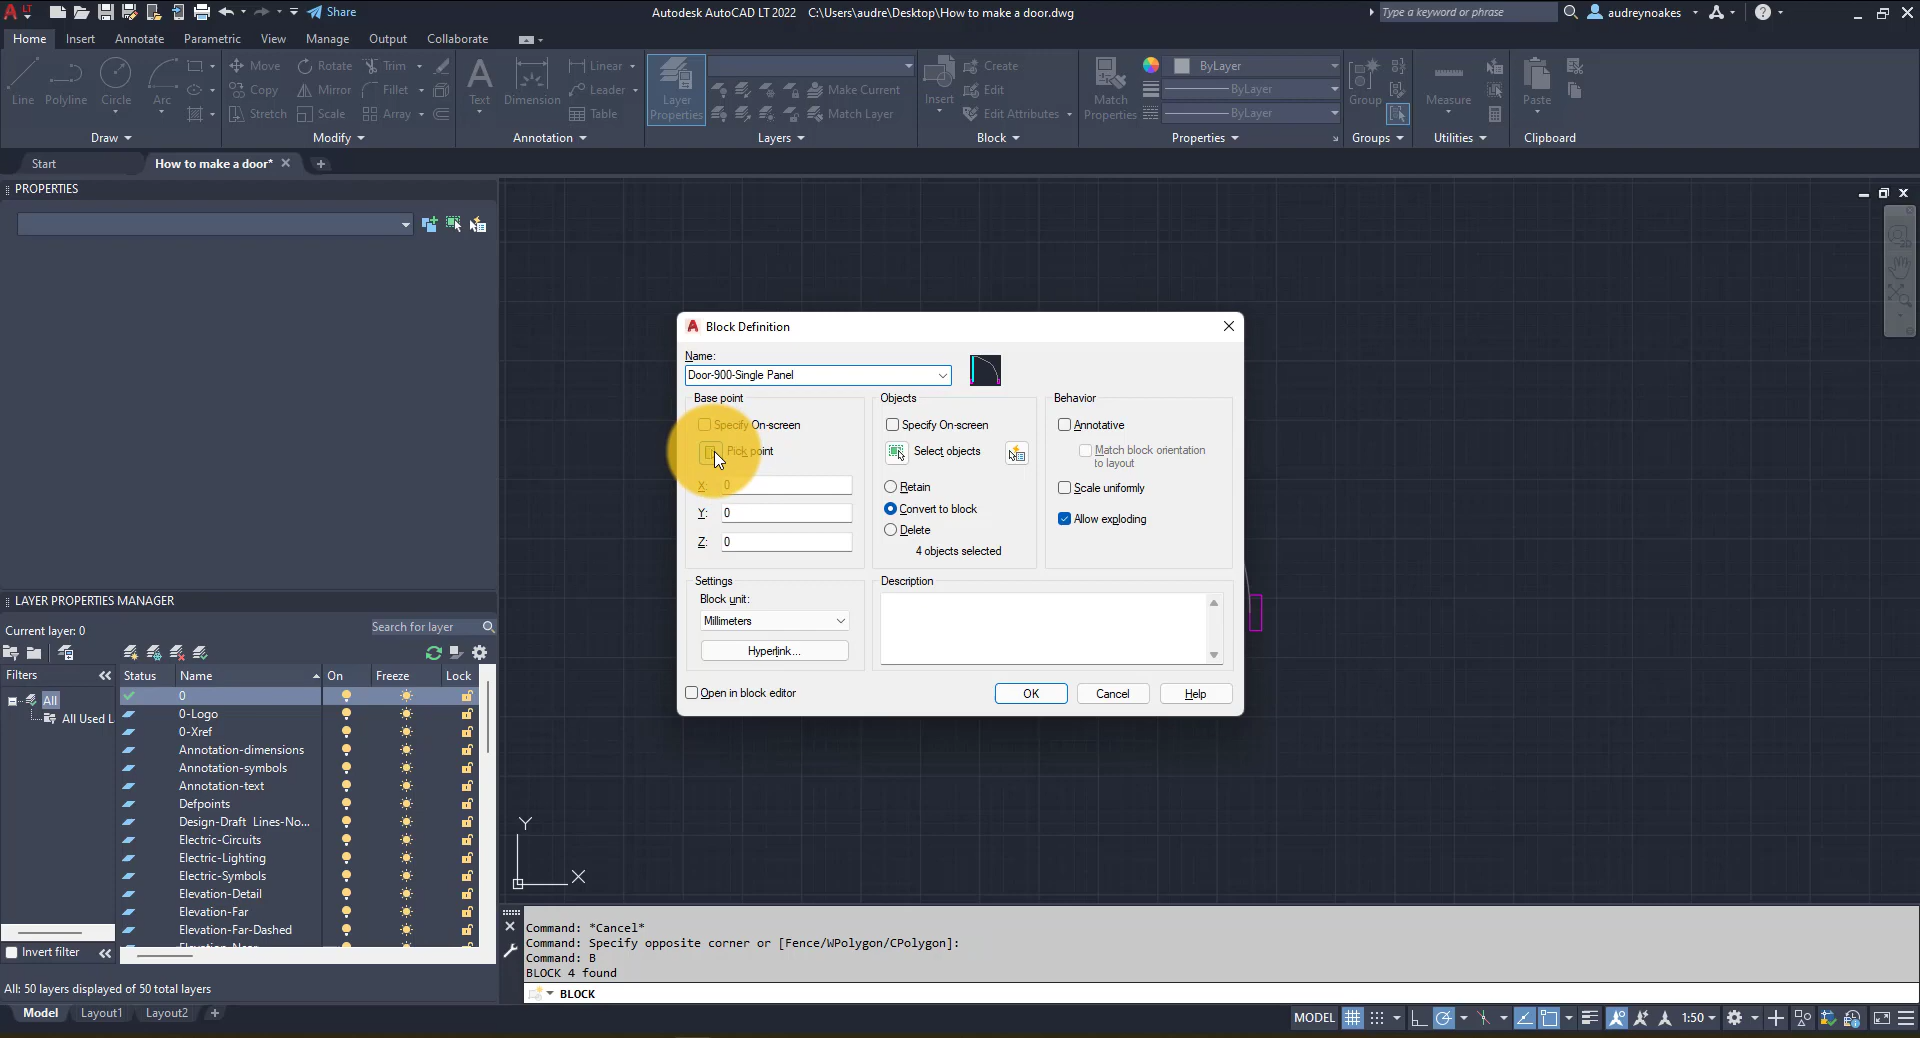 Share
Autodesk AutoCAD LT 2022 C:\Users\audre\Desktop\How to make a door.dwg
Type a keyword or phrase
audreynoakes
Home Insert Annotate Parametric View Manage Output Collaborate
Line Polyline Circle Arc
Move Rotate Trim
Copy Mirror Fillet
Stretch Scale Array
Text Dimension
Linear
Leader
Table
Layer
Properties
Make Current
Match Layer
Insert
Create
Edit
Edit Attributes
Match
Properties
ByLayer
ByLayer
ByLayer
Group
Measure
Paste
Draw Modify Annotation Layers Block Properties Groups Utilities Clipboard
Start How to make a door*
PROPERTIES
Block Definition
Name:
Door-900-Single Panel
Base point
Specify On-screen
Pick point
X: 0
Y: 0
Z: 0
Objects
Specify On-screen
Select objects
Retain
Convert to block
Delete
4 objects selected
Behavior
Annotative
Match block orientation
to layout
Scale uniformly
Allow exploding
Settings
Block unit:
Millimeters
Hyperlink...
Description
Open in block editor
OK Cancel Help
LAYER PROPERTIES MANAGER
Current layer: 0
Search for layer
Filters
All
All Used L
Invert filter
Status Name On Freeze Lock
0
0-Logo
0-Xref
Annotation-dimensions
Annotation-symbols
Annotation-text
Defpoints
Design-Draft Lines-No...
Electric-Circuits
Electric-Lighting
Electric-Symbols
Elevation-Detail
Elevation-Far
Elevation-Far-Dashed
All: 50 layers displayed of 50 total layers
Y
X
Command: *Cancel*
Command: Specify opposite corner or [Fence/WPolygon/CPolygon]:
Command: B
BLOCK 4 found
BLOCK
Model Layout1 Layout2
MODEL
1:50